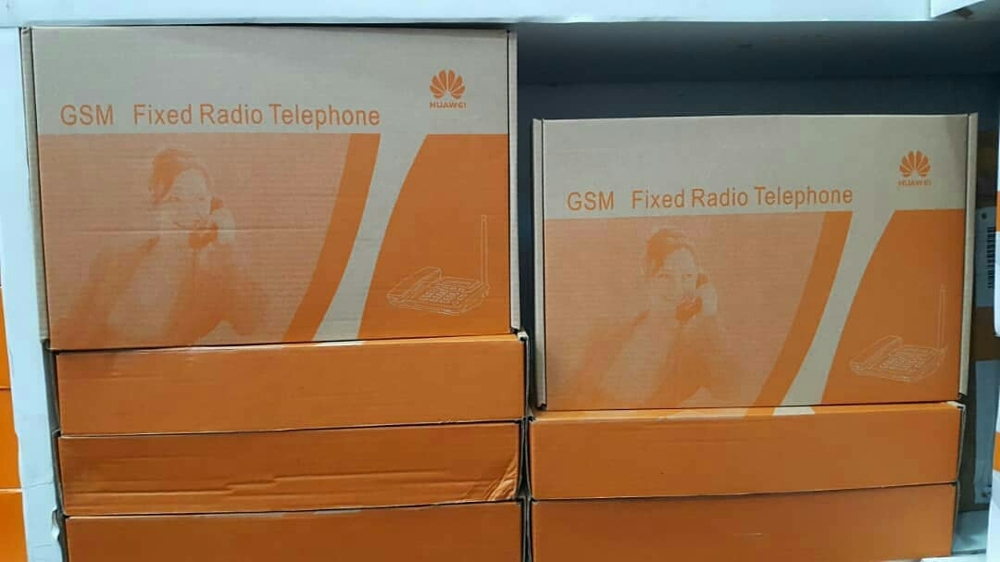 HUAWEI
GSM Fixed Radio Telephone
HUAWEI
GSM Fixed Radio Telephone